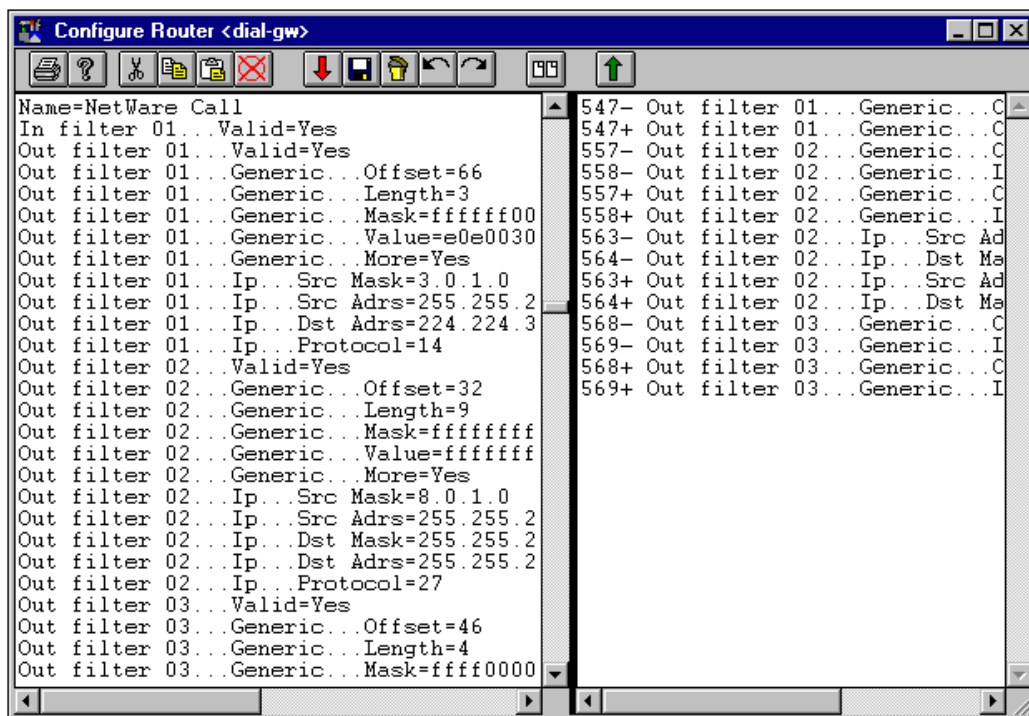 Configure Router <dial-gw>
Name=NetWare Call
In filter 01...Valid=Yes
Out filter 01...Valid=Yes
Out filter 01...Generic...Offset=66
Out filter 01...Generic...Length=3
Out filter 01...Generic...Mask=ffffff00
Out filter 01...Generic...Value=e0e0030
Out filter 01...Generic...More=Yes
Out filter 01...Ip...Src Mask=3.0.1.0
Out filter 01...Ip...Src Adrs=255.255.2
Out filter 01...Ip...Dst Adrs=224.224.3
Out filter 01...Ip...Protocol=14
Out filter 02...Valid=Yes
Out filter 02...Generic...Offset=32
Out filter 02...Generic...Length=9
Out filter 02...Generic...Mask=ffffffff
Out filter 02...Generic...Value=fffffff
Out filter 02...Generic...More=Yes
Out filter 02...Ip...Src Mask=8.0.1.0
Out filter 02...Ip...Src Adrs=255.255.2
Out filter 02...Ip...Dst Mask=255.255.2
Out filter 02...Ip...Dst Adrs=255.255.2
Out filter 02...Ip...Protocol=27
Out filter 03...Valid=Yes
Out filter 03...Generic...Offset=46
Out filter 03...Generic...Length=4
Out filter 03...Generic...Mask=ffff0000
547- Out filter 01...Generic...C
547+ Out filter 01...Generic...C
557- Out filter 02...Generic...C
558- Out filter 02...Generic...I
557+ Out filter 02...Generic...C
558+ Out filter 02...Generic...I
563- Out filter 02...Ip...Src Ad
564- Out filter 02...Ip...Dst Ma
563+ Out filter 02...Ip...Src Ad
564+ Out filter 02...Ip...Dst Ma
568- Out filter 03...Generic...C
569- Out filter 03...Generic...I
568+ Out filter 03...Generic...C
569+ Out filter 03...Generic...I